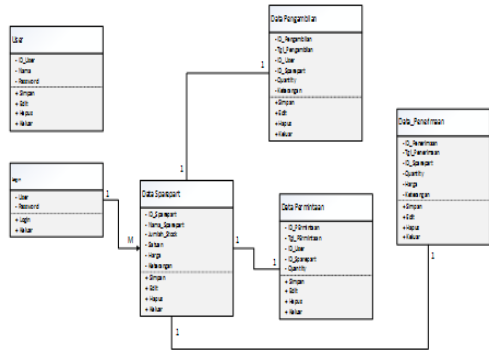 User
- ID_User
- Nama
- Password
+ Simpan
+ Edit
+ Hapus
+ Keluar
Data Pengambilan
- ID_Pengambilan
- Tgl_Pengambilan
- ID_User
- ID_Sparepart
- Quantity
- Keterangan
+ Simpan
+ Edit
+ Hapus
+ Keluar
Data_Penerimaan
- ID_Penerimaan
- Tgl_Penerimaan
- ID_Sparepart
- Quantity
- Harga
- Keterangan
+ Simpan
+ Edit
+ Hapus
+ Keluar
login
- User
- Password
+ Login
+ Keluar
Data Sparepart
- ID_Sparepart
- Nama_Sparepart
- Jumlah_Stock
- Satuan
- Harga
- Keterangan
+ Simpan
+ Edit
+ Hapus
+ Keluar
Data Permintaan
- ID_Permintaan
- Tgl_Permintaan
- ID_User
- ID_Sparepart
- Quantity
+ Simpan
+ Edit
+ Hapus
+ Keluar
1
1
1
M
1
1
1
1